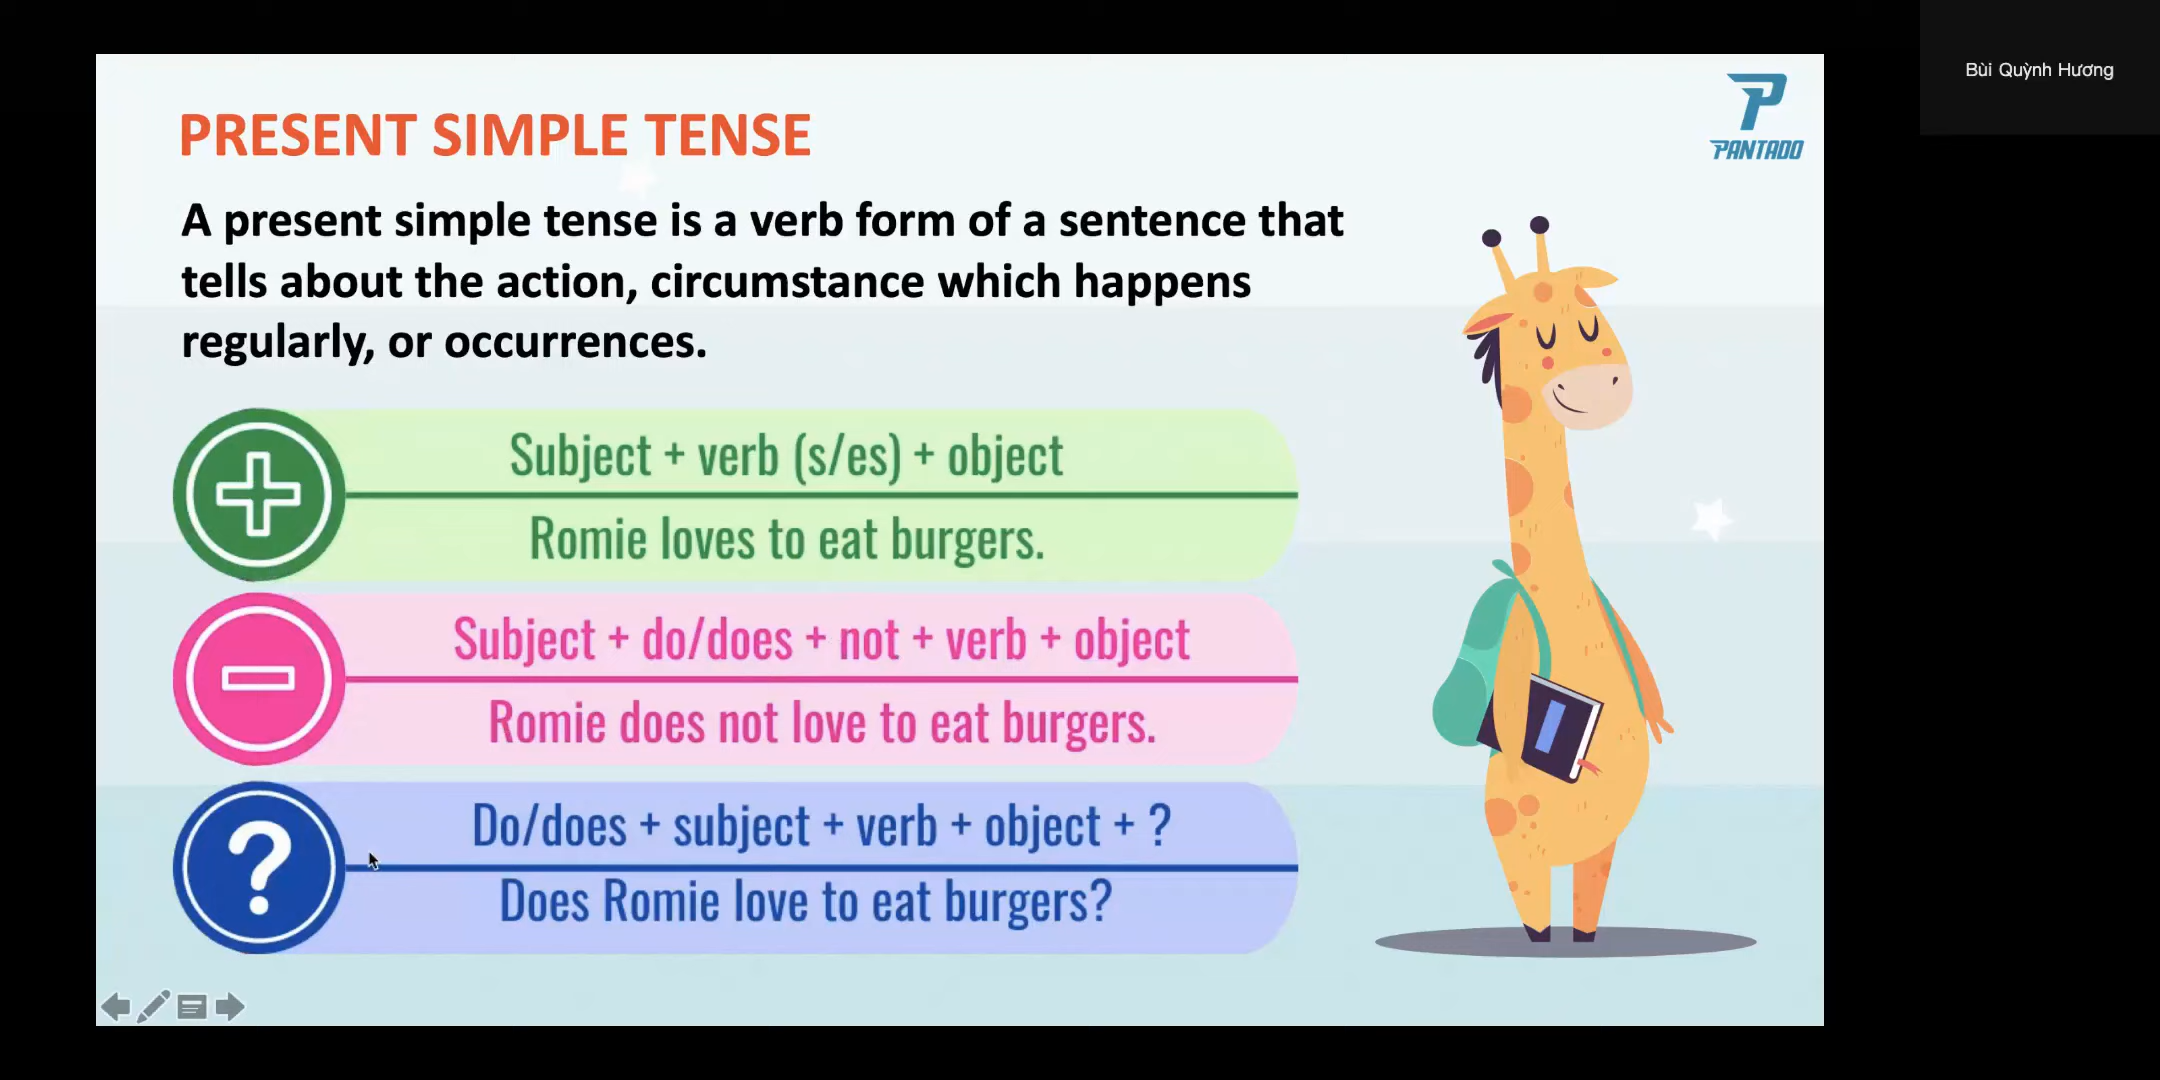 Bùi Quỳnh Hương
PANTADO
PRESENT SIMPLE TENSE
A present simple tense is a verb form of a sentence that
tells about the action, circumstance which happens
regularly, or occurrences.
Subject + verb (s/es) + object
Romie loves to eat burgers.
Subject + do/does + not + verb + object
Romie does not love to eat burgers.
?
Do/does + subject + verb + object + ?
Does Romie love to eat burgers?